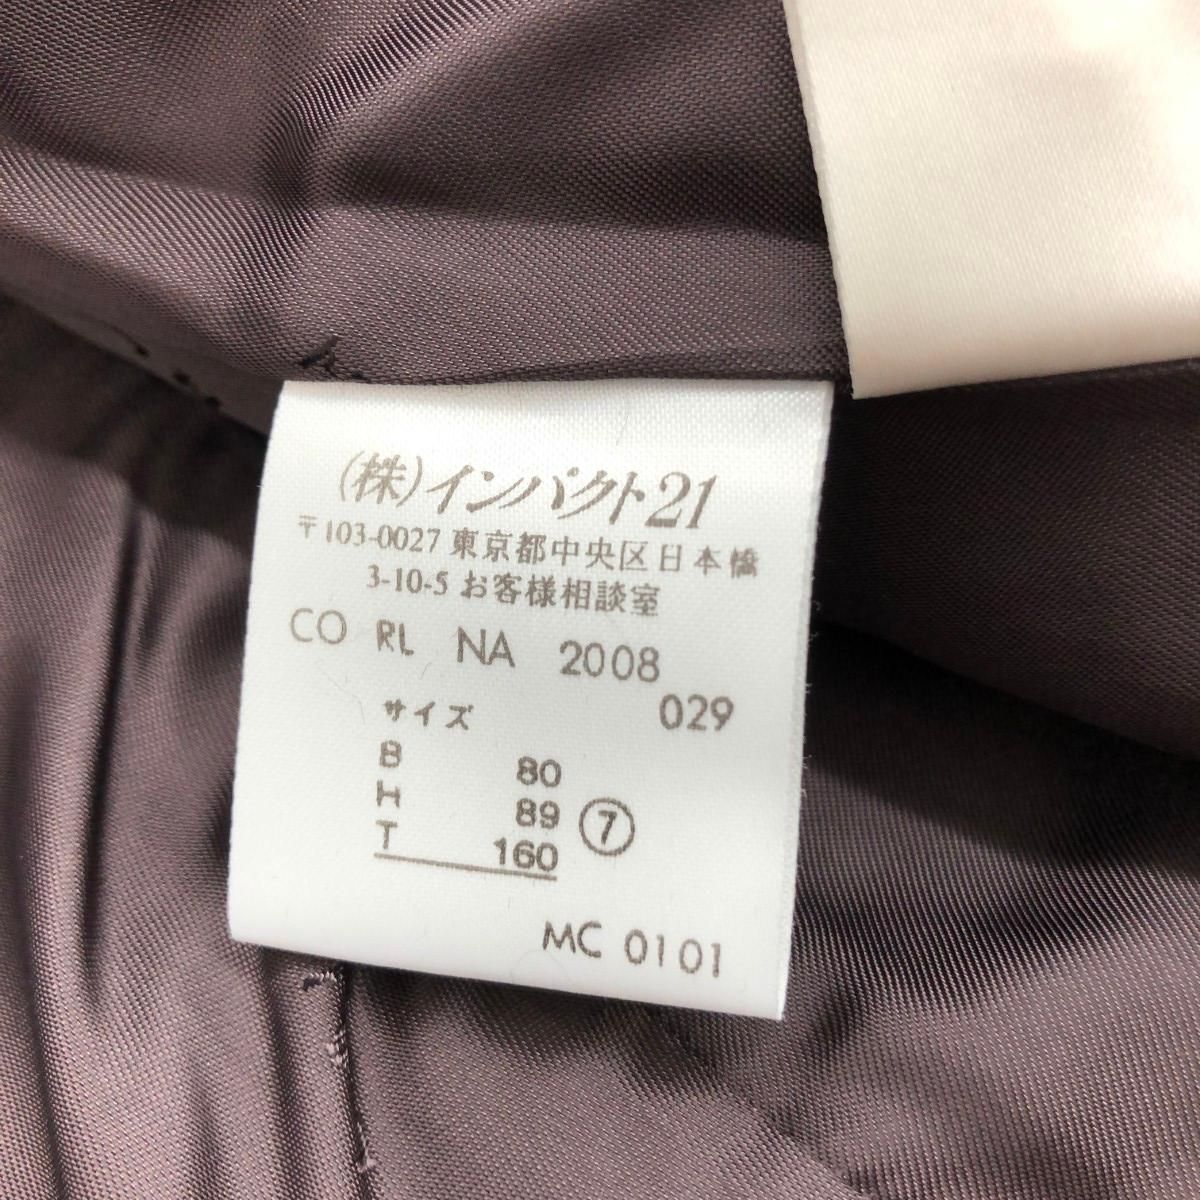 (株)インパクト21
〒103-0027 東京都中央区日本橋
3-10-5 お客様相談室
CO RL NA 2008
029
サイズ
B 80
H 89 ⑦
T 160
MC 0101